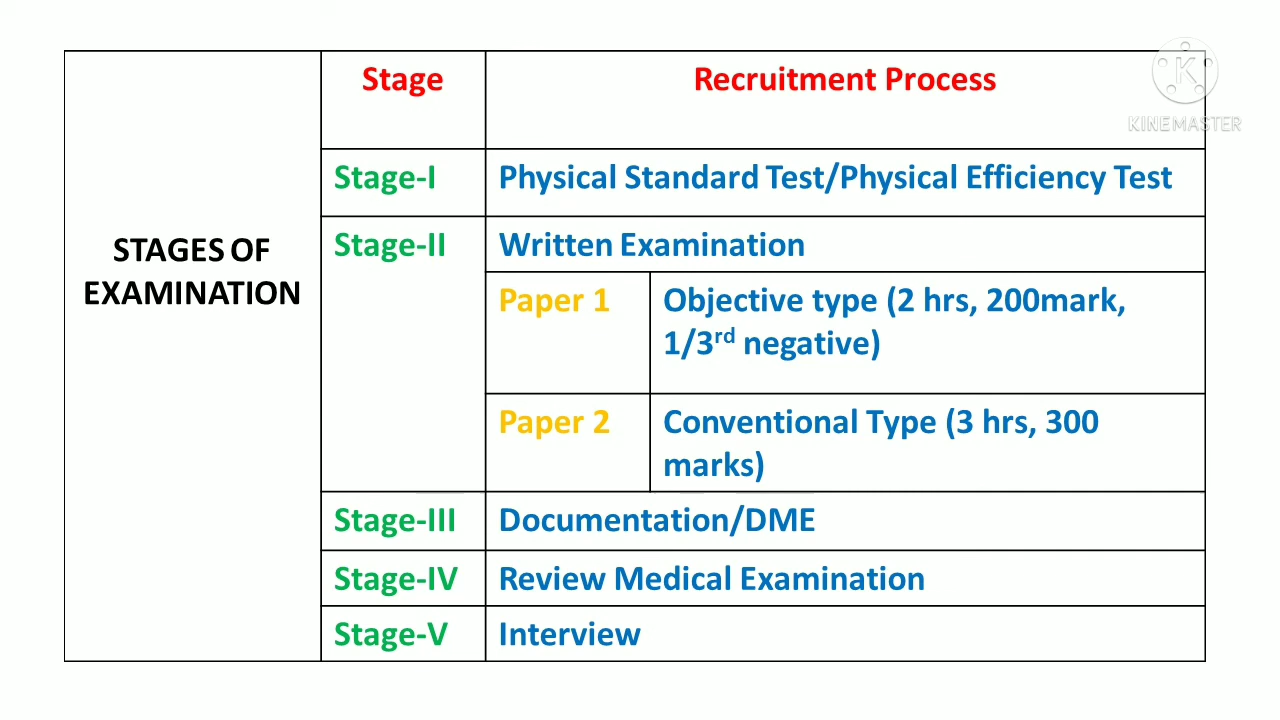 Stage
Recruitment Process
KINEMASTER
STAGES OF
EXAMINATION
Stage-I
Physical Standard Test/Physical Efficiency Test
Stage-II
Written Examination
Paper 1
Objective type (2 hrs, 200mark,
1/3rd negative)
Paper 2
Conventional Type (3 hrs, 300
marks)
Stage-III
Documentation/DME
Stage-IV
Review Medical Examination
Stage-V
Interview